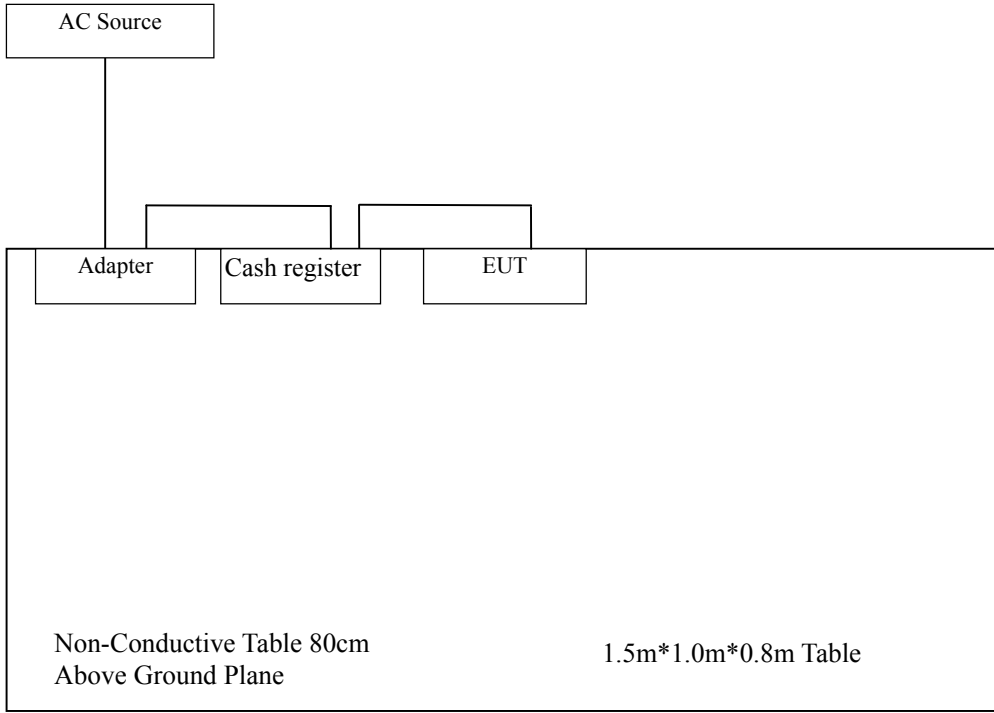 AC Source
Adapter
Cash register
EUT
Non-Conductive Table 80cm
Above Ground Plane
1.5m*1.0m*0.8m Table